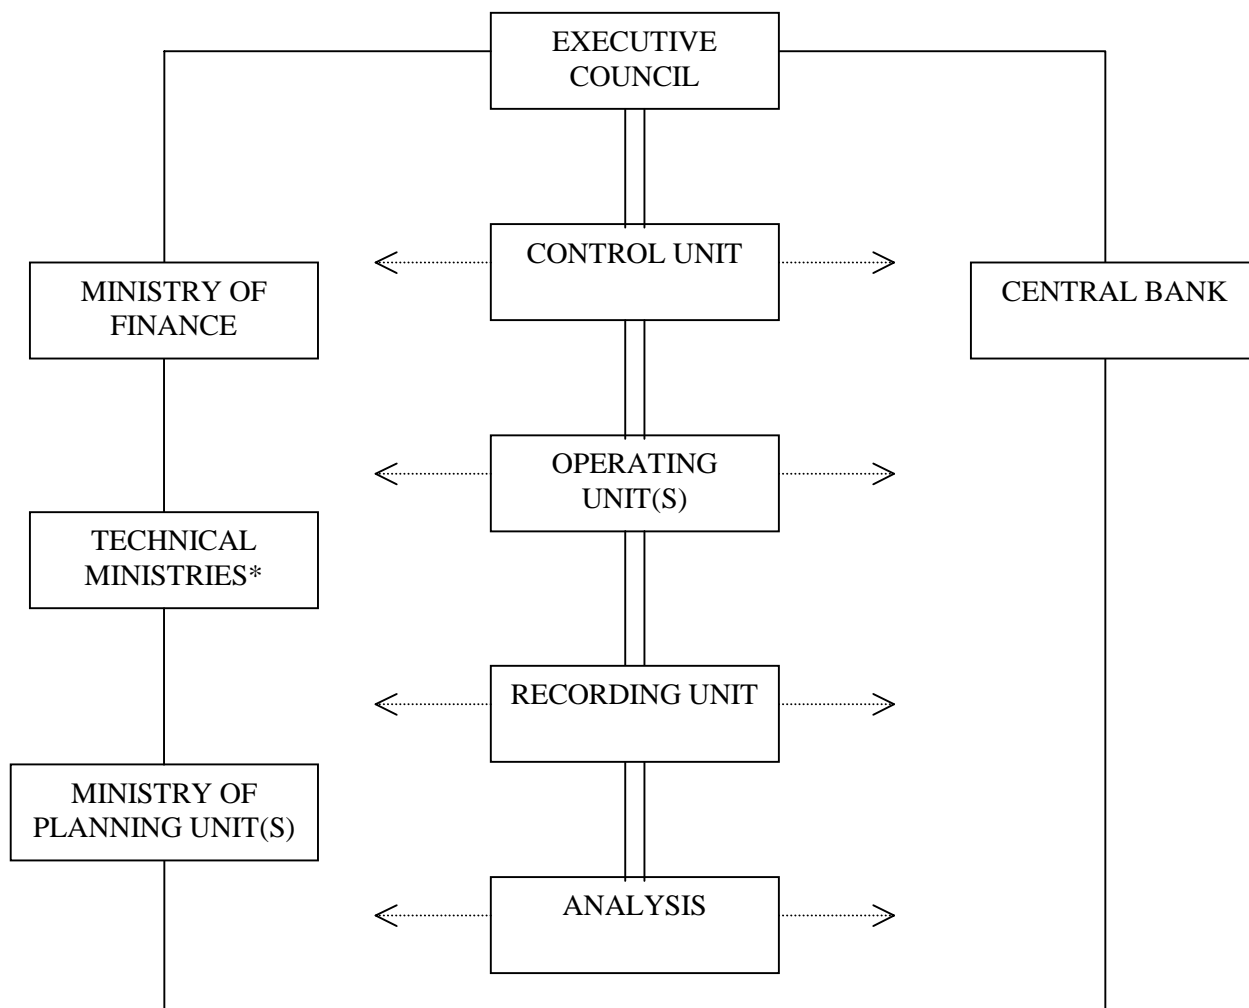 EXECUTIVE
COUNCIL
CONTROL UNIT
MINISTRY OF
FINANCE
CENTRAL BANK
OPERATING
UNIT(S)
TECHNICAL
MINISTRIES*
RECORDING UNIT
MINISTRY OF
PLANNING UNIT(S)
ANALYSIS